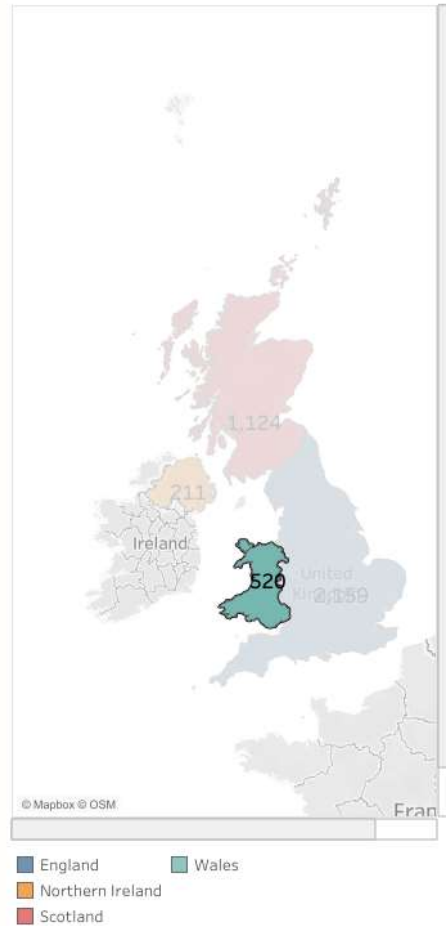 1,124
211
Ireland
520
United
Kingdom
2,159
© Mapbox © OSM
Fran
England
Wales
Northern Ireland
Scotland